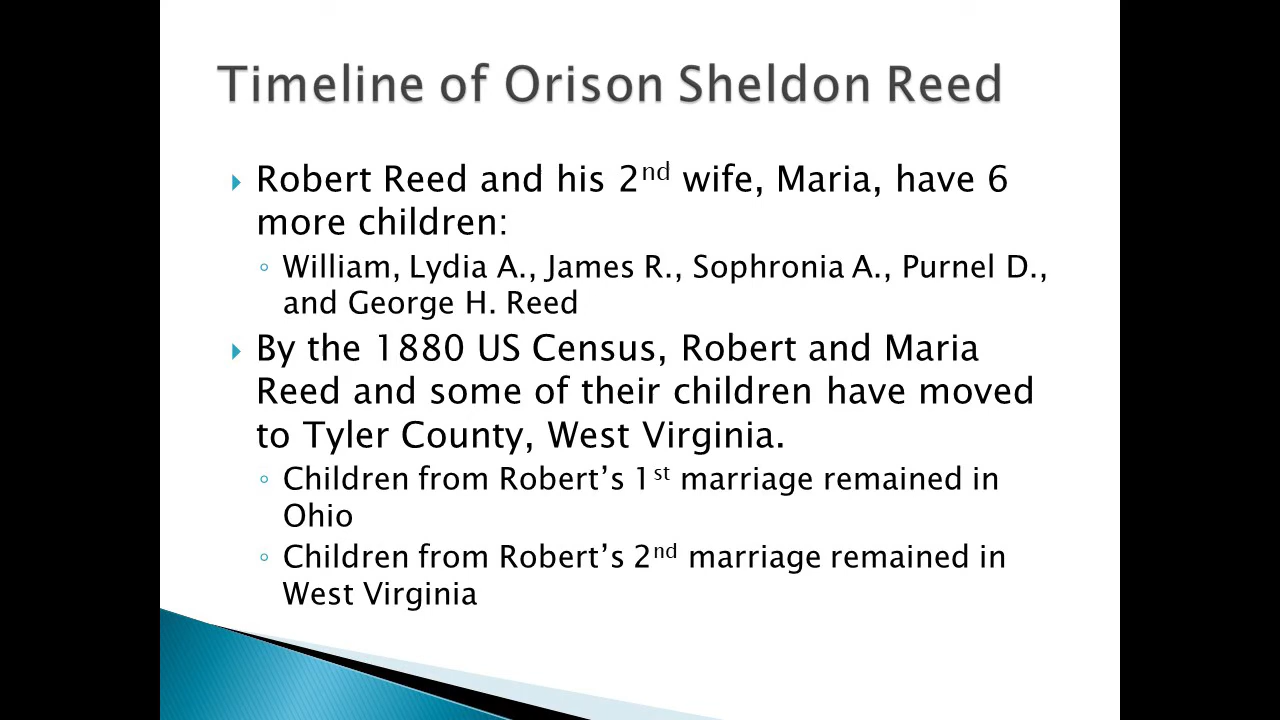 Timeline of Orison Sheldon Reed
Robert Reed and his 2nd wife, Maria, have 6
more children:
William, Lydia A., James R., Sophronia A., Purnel D.,
and George H. Reed
By the 1880 US Census, Robert and Maria
Reed and some of their children have moved
to Tyler County, West Virginia.
Children from Robert’s 1st marriage remained in
Ohio
Children from Robert’s 2nd marriage remained in
West Virginia